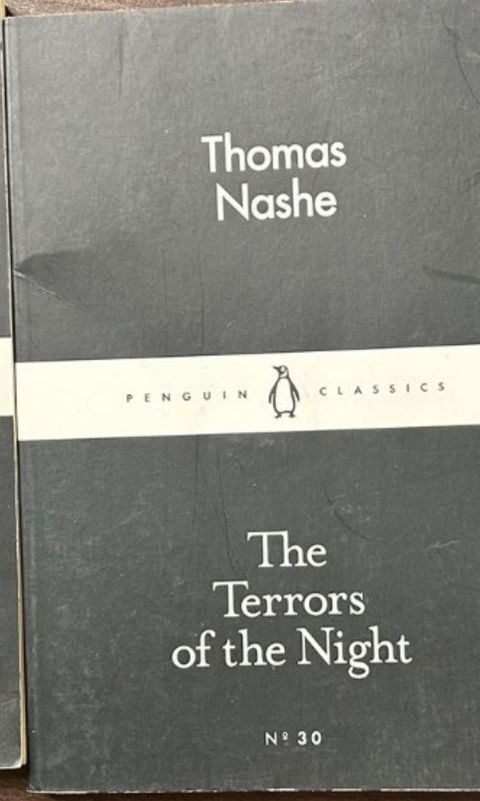 Thomas
Nashe
PENGUIN CLASSICS
The
Terrors
of the Night
Nº 30